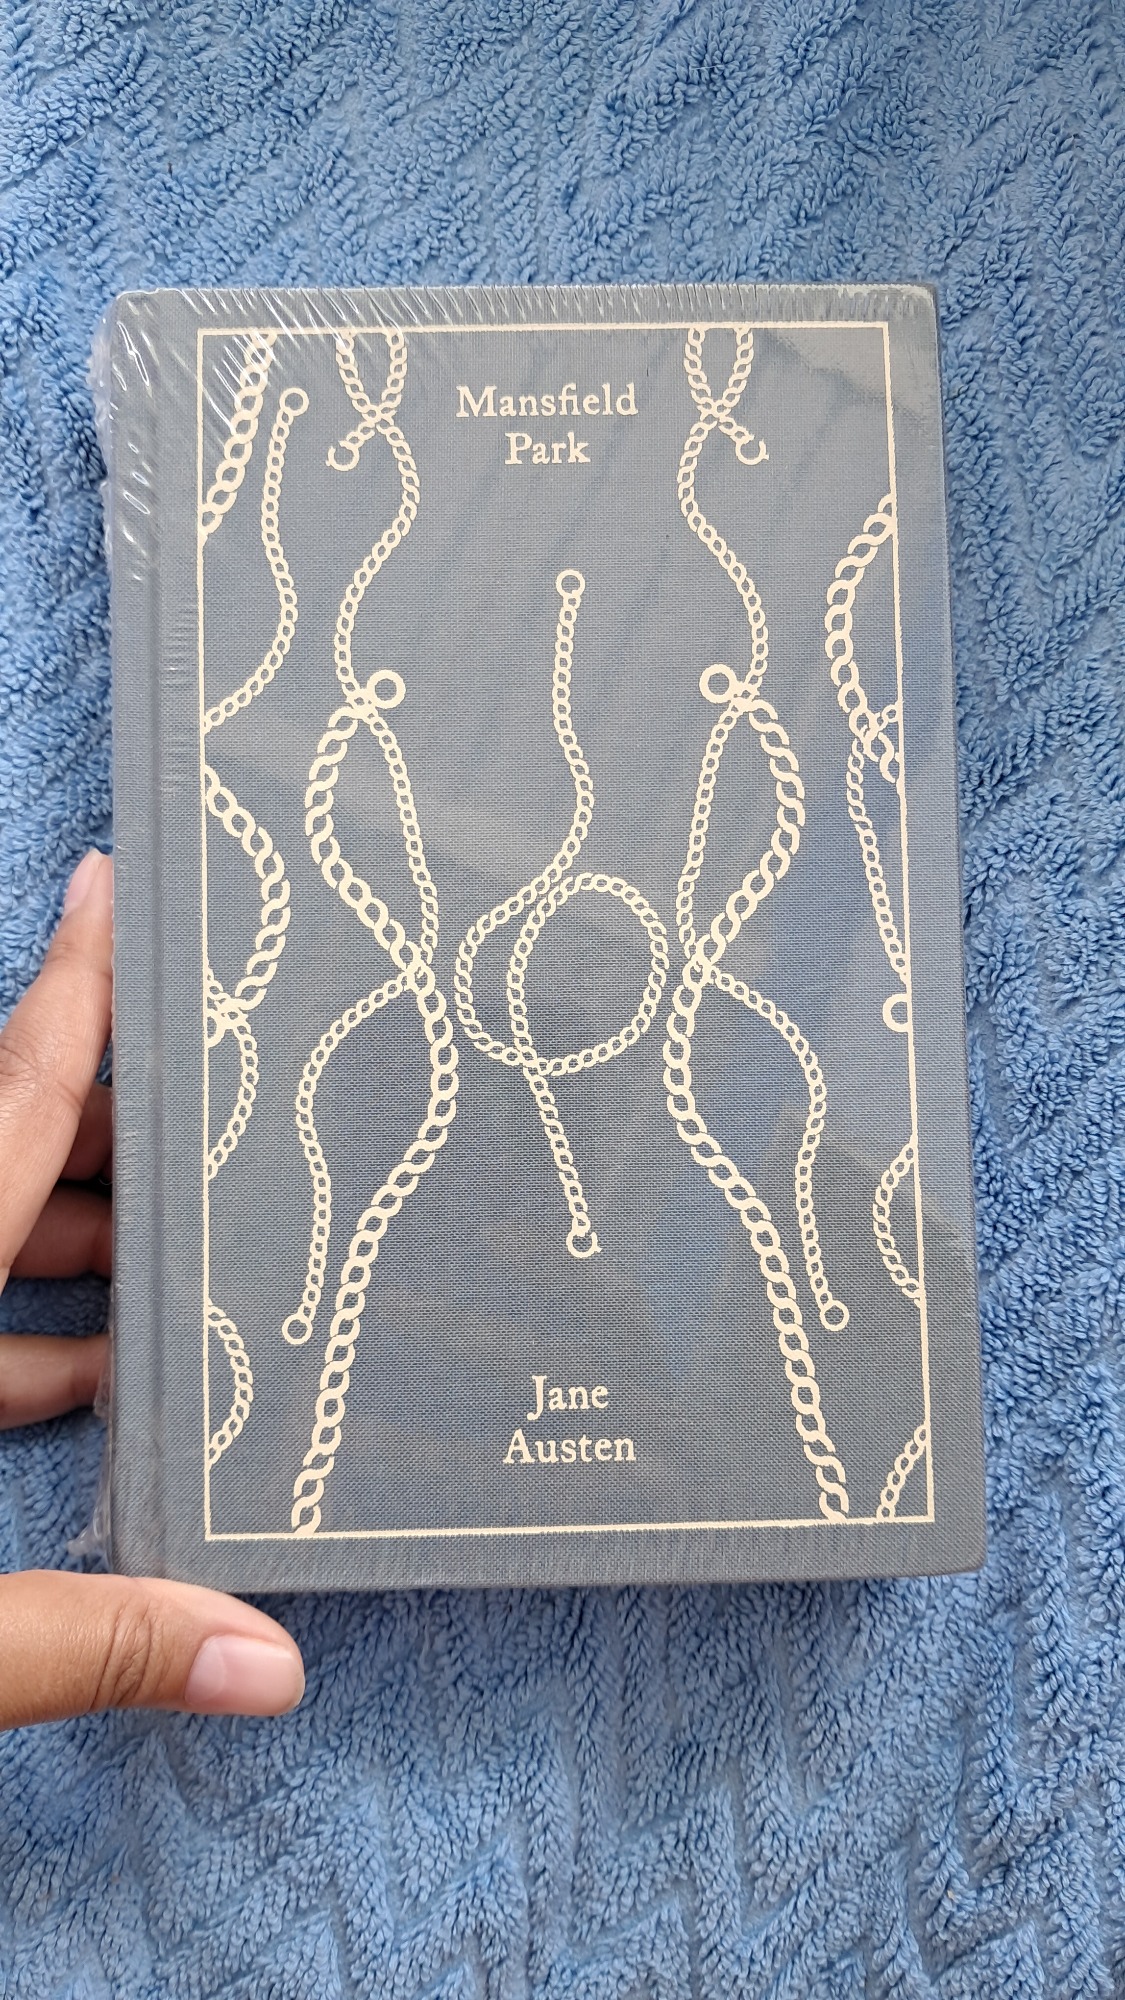 Mansfield
Park
Jane
Austen